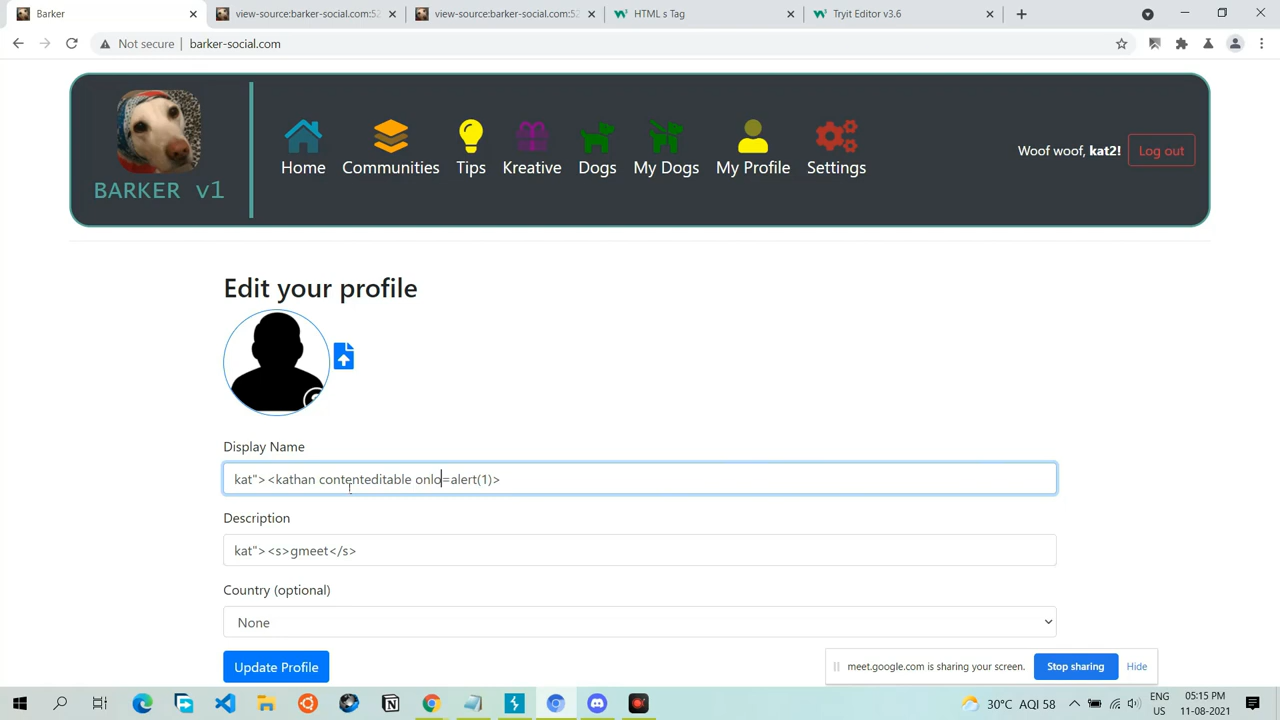 Barker
view-source:barker-social.com:52
view-source:barker-social.com:52
HTML s Tag
Tryit Editor v3.6
Not secure
barker-social.com
BARKER v1
Home
Communities
Tips
Kreative
Dogs
My Dogs
My Profile
Settings
Woof woof, kat2!
Log out
Edit your profile
Display Name
kat"><kathan contenteditable onlo=alert(1)>
Description
kat"><s>gmeet</s>
Country (optional)
None
Update Profile
meet.google.com is sharing your screen.
Stop sharing
Hide
30°C AQI 58
ENG
US
05:15 PM
11-08-2021